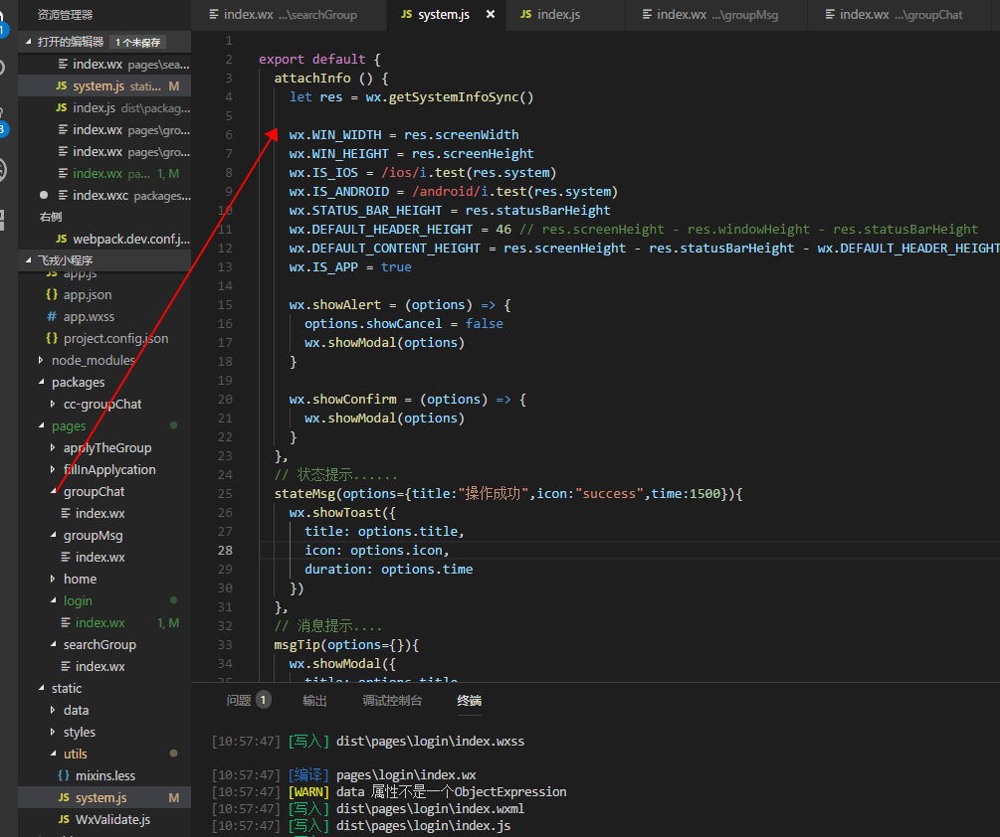 资源管理器
打开的编辑器 1 个未保存
index.wx pages\sea...
JS system.js stati... M
JS index.js dist\packag...
index.wx pages\gro...
index.wx pages\gro...
index.wx pa... 1, M
index.wxc packages...
右侧
JS webpack.dev.conf.j...
飞戎小程序
JS app.js
{} app.json
# app.wxss
{} project.config.json
node_modules
packages
cc-groupChat
pages
applyTheGroup
fillInApplycation
groupChat
index.wx
groupMsg
index.wx
home
login
index.wx 1, M
searchGroup
index.wx
static
data
styles
utils
{} mixins.less
JS system.js M
JS WxValidate.js
index.wx ...\searchGroup JS system.js × JS index.js index.wx ...\groupMsg index.wx ...\groupChat
1
2 export default {
3 attachInfo () {
4 let res = wx.getSystemInfoSync()
5
6 wx.WIN_WIDTH = res.screenWidth
7 wx.WIN_HEIGHT = res.screenHeight
8 wx.IS_IOS = /ios/i.test(res.system)
9 wx.IS_ANDROID = /android/i.test(res.system)
10 wx.STATUS_BAR_HEIGHT = res.statusBarHeight
11 wx.DEFAULT_HEADER_HEIGHT = 46 // res.screenHeight - res.windowHeight - res.statusBarHeight
12 wx.DEFAULT_CONTENT_HEIGHT = res.screenHeight - res.statusBarHeight - wx.DEFAULT_HEADER_HEIGHT
13 wx.IS_APP = true
14
15 wx.showAlert = (options) => {
16 options.showCancel = false
17 wx.showModal(options)
18 }
19
20 wx.showConfirm = (options) => {
21 wx.showModal(options)
22 }
23 },
24 // 状态提示......
25 stateMsg(options={title:"操作成功",icon:"success",time:1500}){
26 wx.showToast({
27 title: options.title,
28 icon: options.icon,
29 duration: options.time
30 })
31 },
32 // 消息提示....
33 msgTip(options={}){
34 wx.showModal({
35 title: options.title
问题 1 输出 调试控制台 终端
[10:57:47] [写入] dist\pages\login\index.wxss
[10:57:47] [编译] pages\login\index.wx
[10:57:47] [WARN] data 属性不是一个ObjectExpression
[10:57:47] [写入] dist\pages\login\index.wxml
[10:57:47] [写入] dist\pages\login\index.js